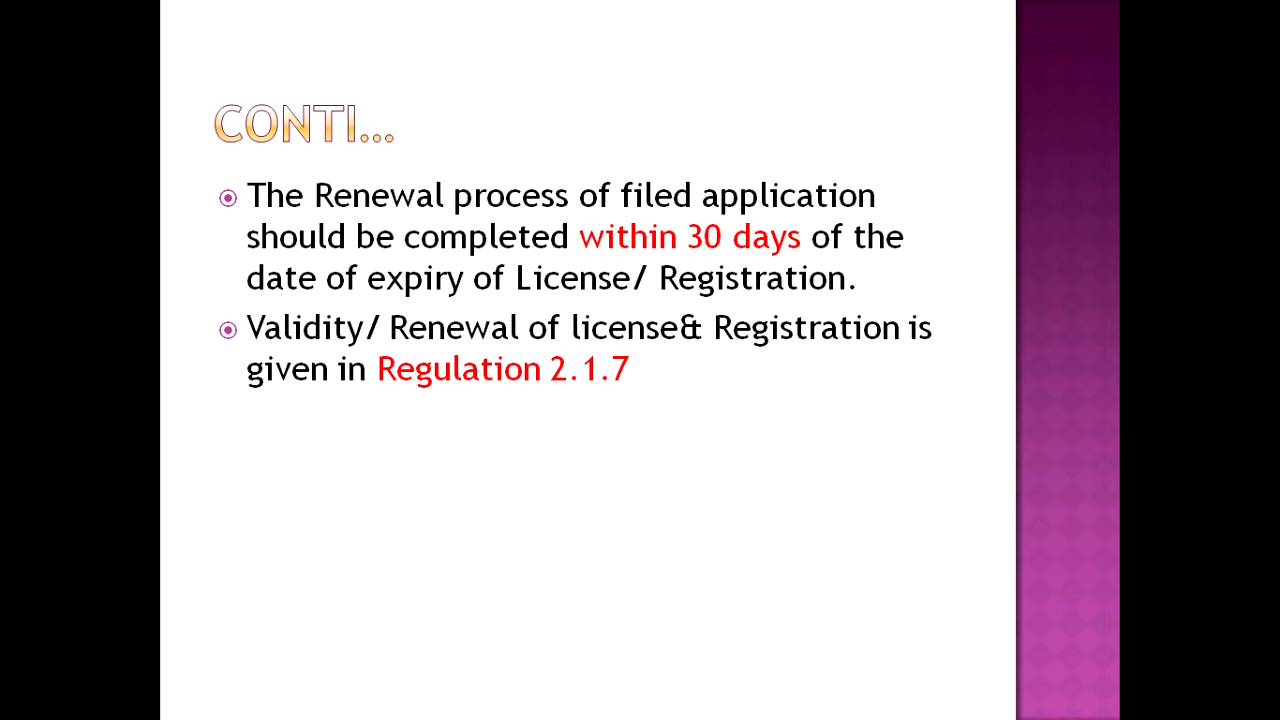 CONTI...
The Renewal process of filed application
should be completed within 30 days of the
date of expiry of License/ Registration.
Validity/ Renewal of license& Registration is
given in Regulation 2.1.7